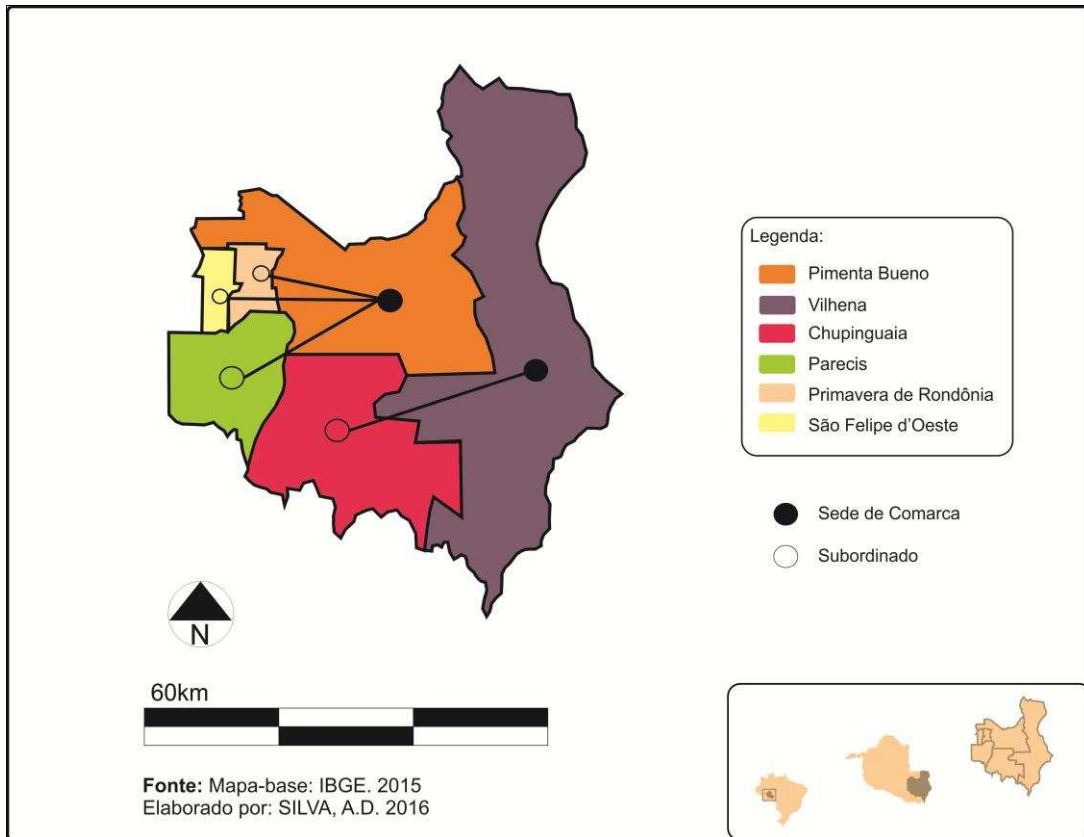 Legenda:
Pimenta Bueno
Vilhena
Chupinguaia
Parecis
Primavera de Rondônia
São Felipe d'Oeste
Sede de Comarca
Subordinado
N
60km
Fonte: Mapa-base: IBGE. 2015
Elaborado por: SILVA, A.D. 2016